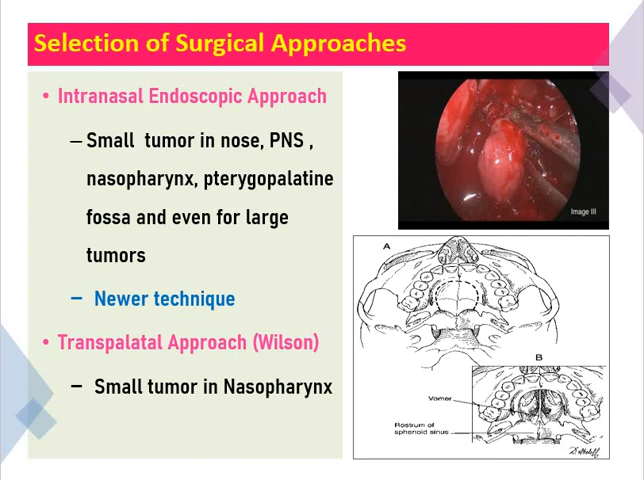 Selection of Surgical Approaches
• Intranasal Endoscopic Approach
– Small tumor in nose, PNS ,
nasopharynx, pterygopalatine
fossa and even for large
tumors
– Newer technique
• Transpalatal Approach (Wilson)
– Small tumor in Nasopharynx
Image III
A
B
Vomer
Rostrum of
sphenoid sinus